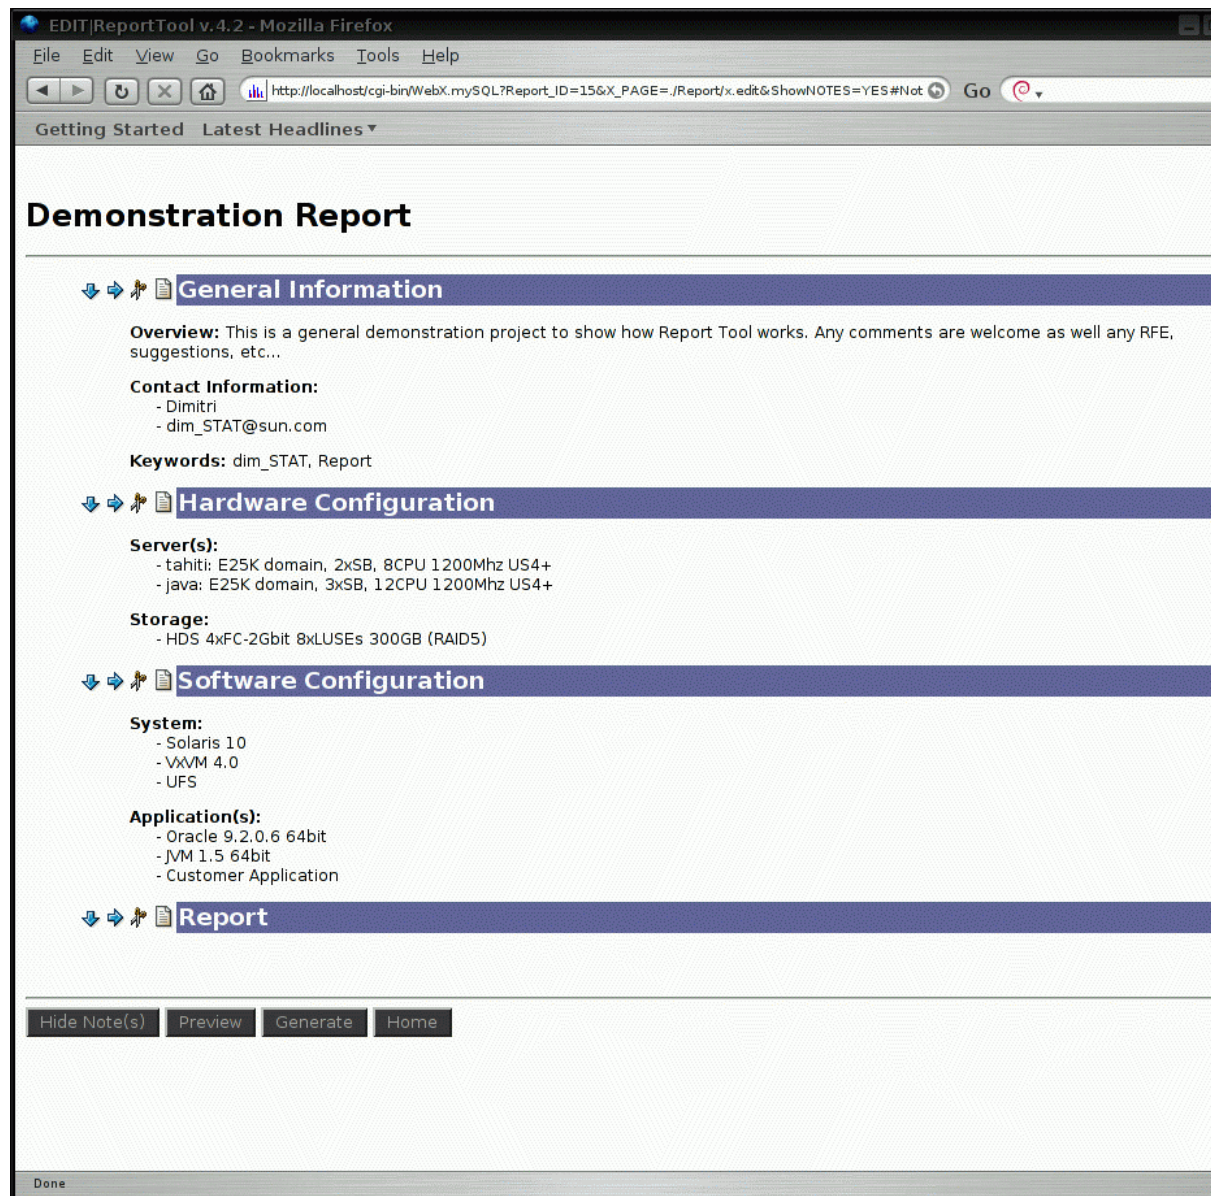 EDIT|ReportTool v.4.2 - Mozilla Firefox
File Edit View Go Bookmarks Tools Help
http://localhost/cgi-bin/WebX.mySQL?Report_ID=15&X_PAGE=./Report/x.edit&ShowNOTES=YES#Not Go
Getting Started Latest Headlines
Demonstration Report
General Information
Overview: This is a general demonstration project to show how Report Tool works. Any comments are welcome as well any RFE,
suggestions, etc...
Contact Information:
- Dimitri
- dim_STAT@sun.com
Keywords: dim_STAT, Report
Hardware Configuration
Server(s):
- tahiti: E25K domain, 2xSB, 8CPU 1200Mhz US4+
- java: E25K domain, 3xSB, 12CPU 1200Mhz US4+
Storage:
- HDS 4xFC-2Gbit 8xLUSEs 300GB (RAID5)
Software Configuration
System:
- Solaris 10
- VxVM 4.0
- UFS
Application(s):
- Oracle 9.2.0.6 64bit
- JVM 1.5 64bit
- Customer Application
Report
Hide Note(s) Preview Generate Home
Done